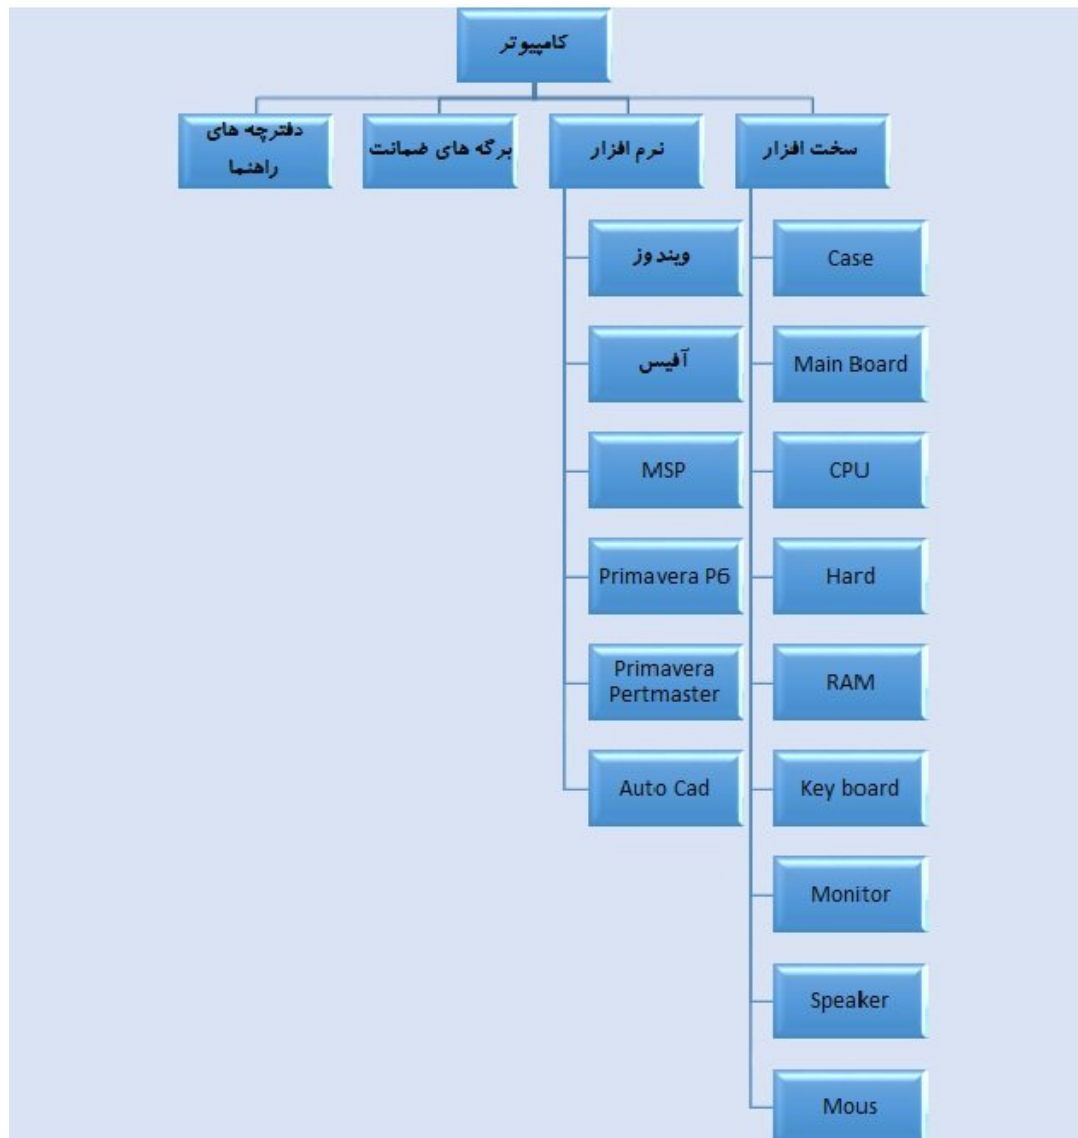 کامپیوتر
سخت افزار
نرم افزار
برگه های ضمانت
دفترچه های
راهنما
Case
Main Board
CPU
Hard
RAM
Key board
Monitor
Speaker
Mous
ویندوز
آفیس
MSP
Primavera P6
Primavera
Pertmaster
Auto Cad